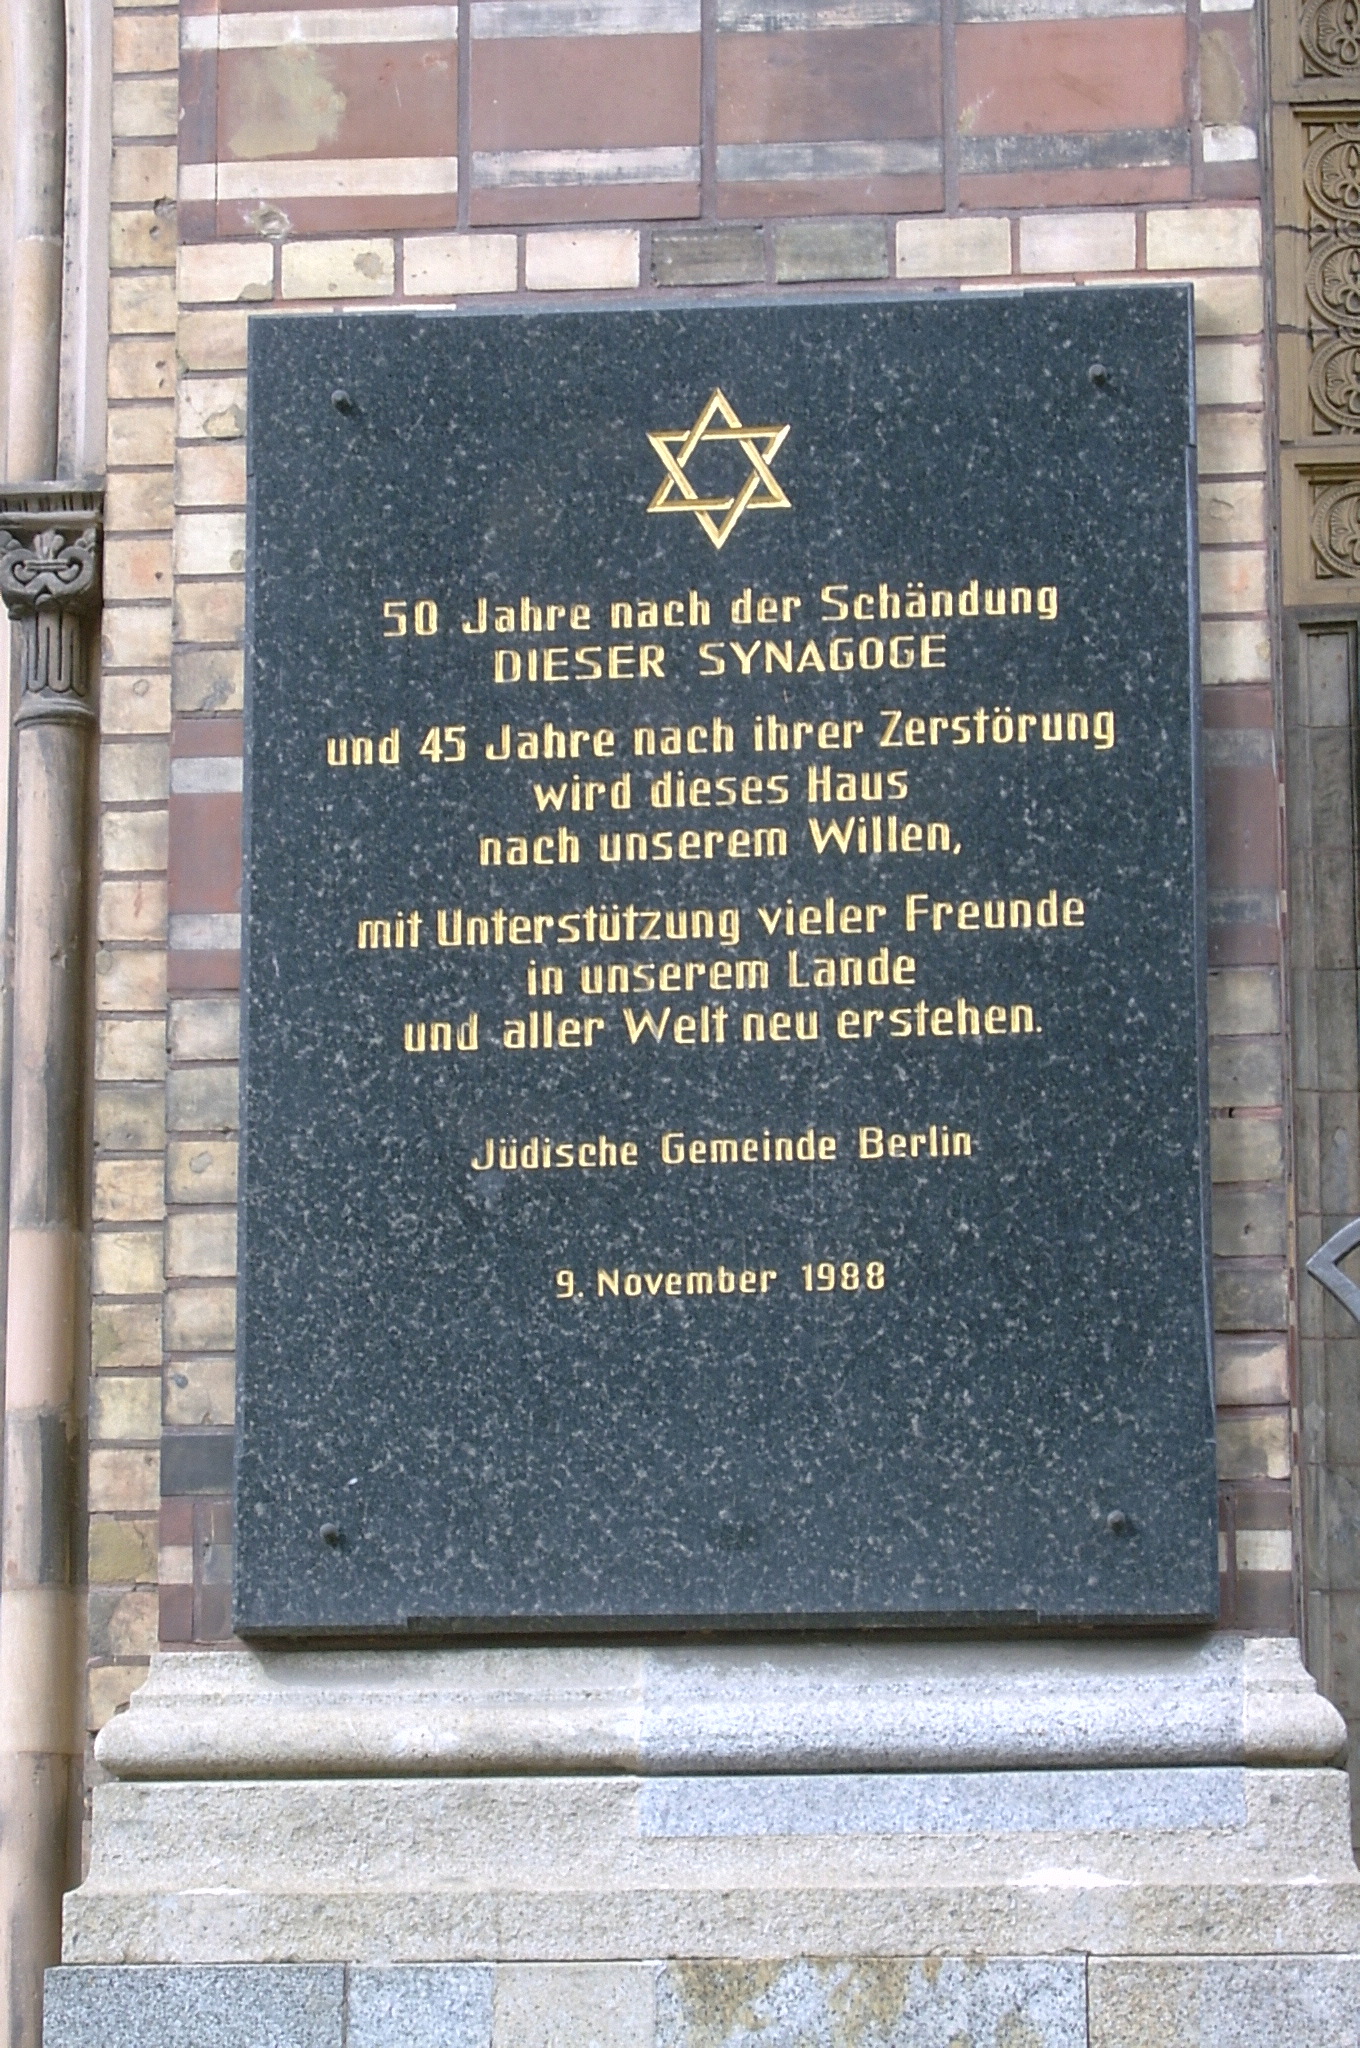 50 Jahre nach der Schändung
DIESER SYNAGOGE
und 45 Jahre nach ihrer Zerstörung
wird dieses Haus
nach unserem Willen,
mit Unterstützung vieler Freunde
in unserem Lande
und aller Welt neu erstehen.
Jüdische Gemeinde Berlin
9. November 1988